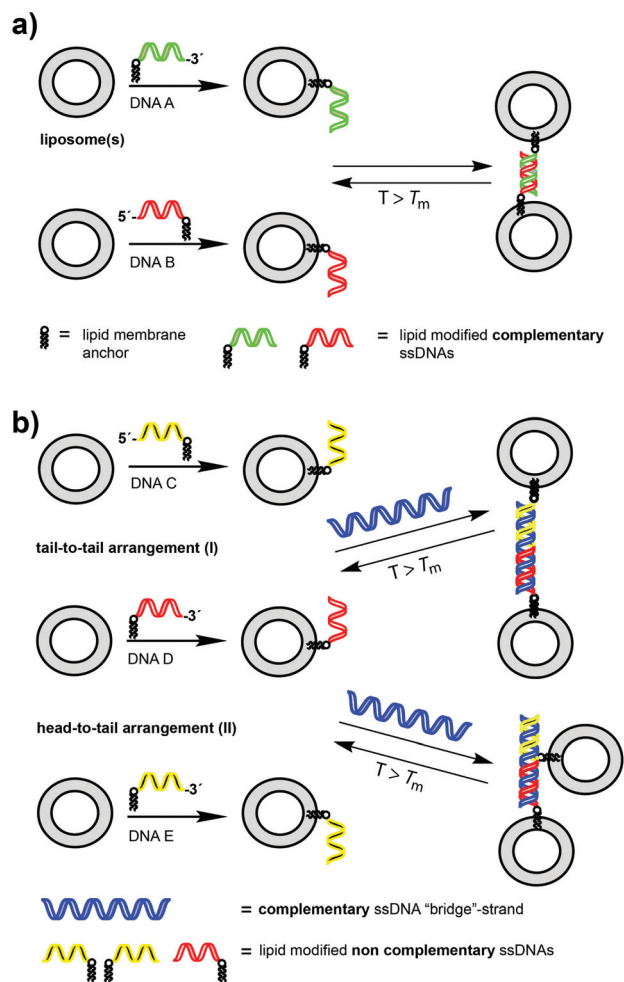 a)
-3´
DNA A
liposome(s)
T > Tm
5´-
DNA B
= lipid membrane
anchor
= lipid modified complementary
ssDNAs
b)
5´-
DNA C
tail-to-tail arrangement (I)
T > Tm
-3´
DNA D
head-to-tail arrangement (II)
T > Tm
-3´
DNA E
= complementary ssDNA "bridge"-strand
= lipid modified non complementary ssDNAs